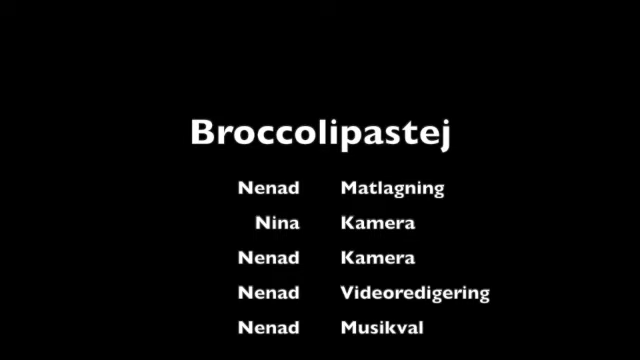 Broccolipastej
Nenad Matlagning
Nina Kamera
Nenad Kamera
Nenad Videoredigering
Nenad Musikval